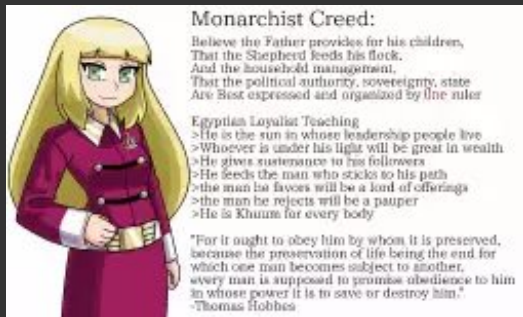 Monarchist Creed:
Believe the Father provides for his children,
That the Shepherd feeds his flock.
And the household management,
That the political authority, sovereignty, state
Are Best expressed and organized by One ruler
Egyptian Loyalist Teaching
>He is the sun in whose leadership people live
>Whoever is under his light will be great in wealth
>He gives sustenance to his followers
>He feeds the man who sticks to his path
>the man he favors will be a lord of offerings
>the man he rejects will be a pauper
>He is Khnum for every body
"For it ought to obey him by whom it is preserved,
because the preservation of life being the end for
which one man becomes subject to another,
every man is supposed to promise obedience to him
in whose power it is to save or destroy him."
-Thomas Hobbes